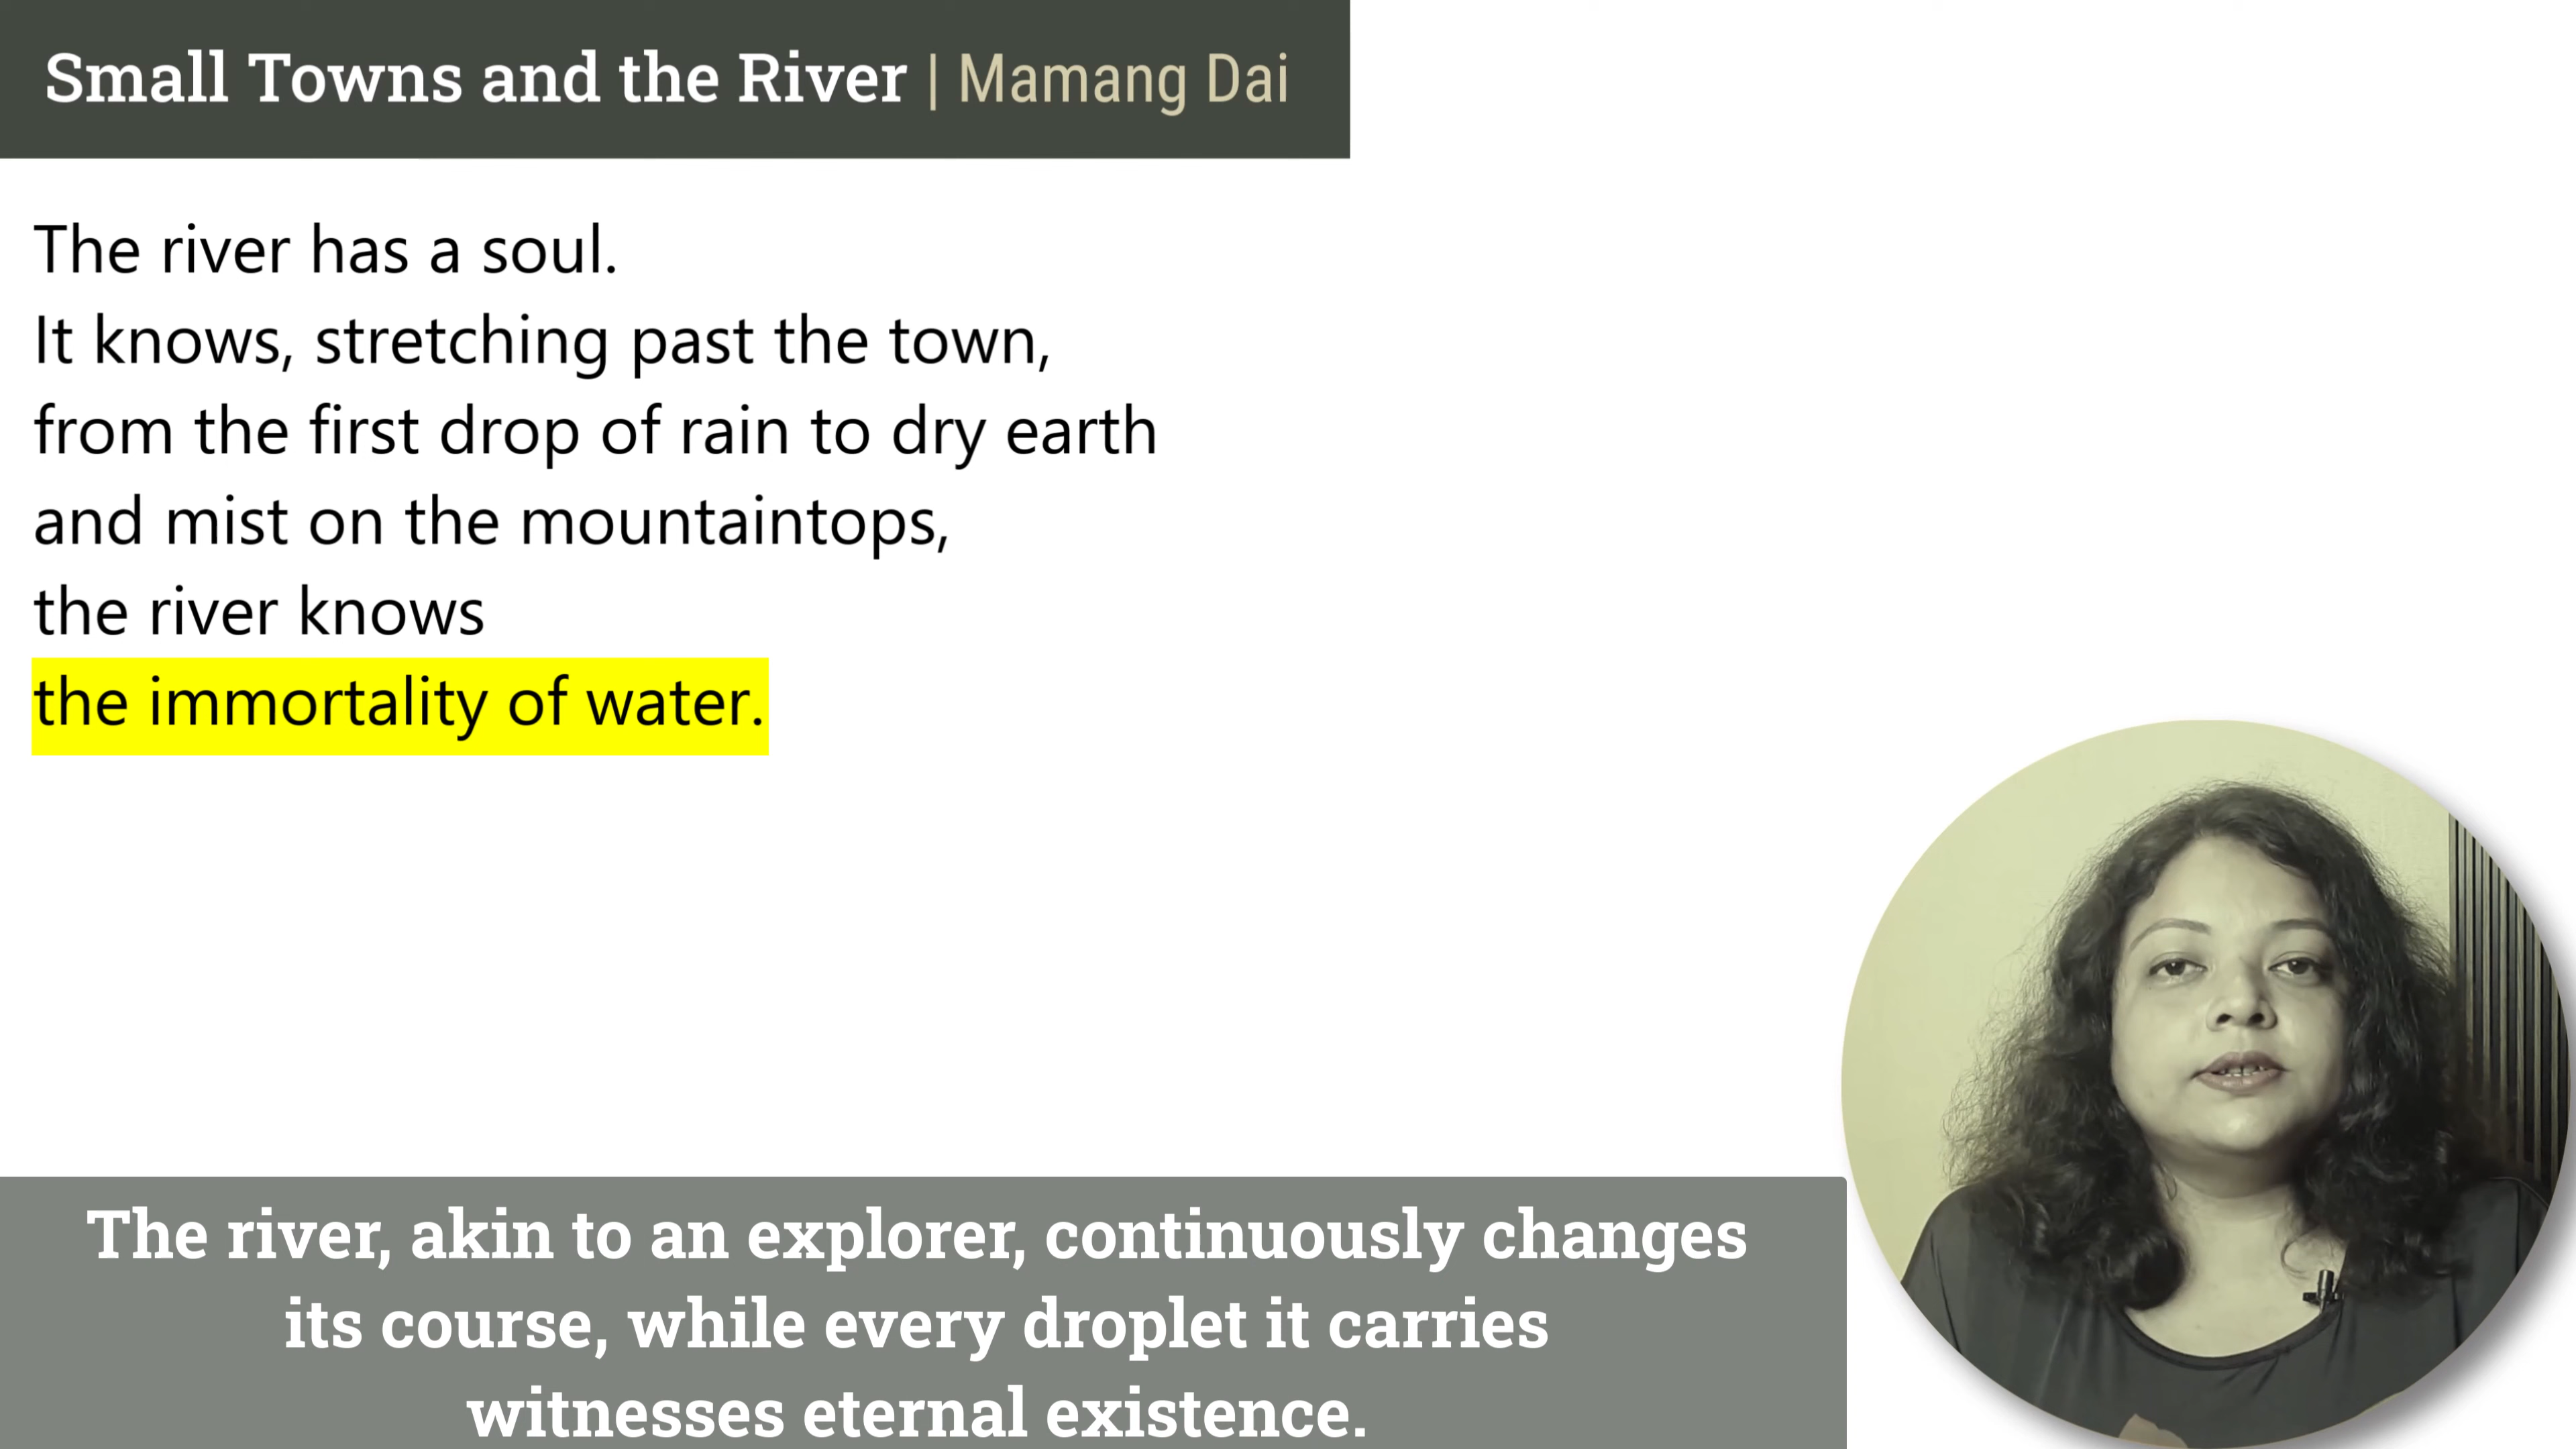 Small Towns and the River | Mamang Dai
The river has a soul.
It knows, stretching past the town,
from the first drop of rain to dry earth
and mist on the mountaintops,
the river knows
the immortality of water.
The river, akin to an explorer, continuously changes
its course, while every droplet it carries
witnesses eternal existence.